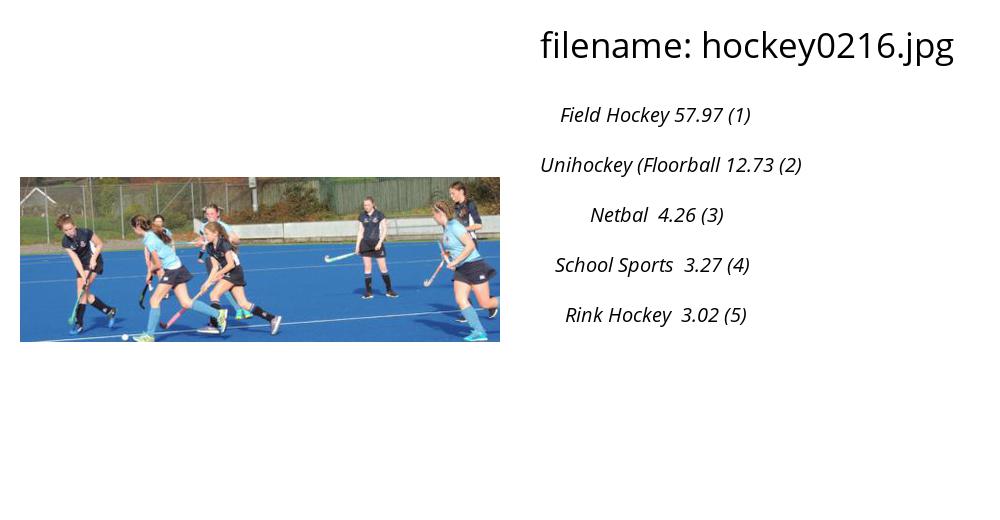 filename: hockey0216.jpg
Field Hockey 57.97 (1)
Unihockey (Floorball 12.73 (2)
Netbal 4.26 (3)
School Sports 3.27 (4)
Rink Hockey 3.02 (5)